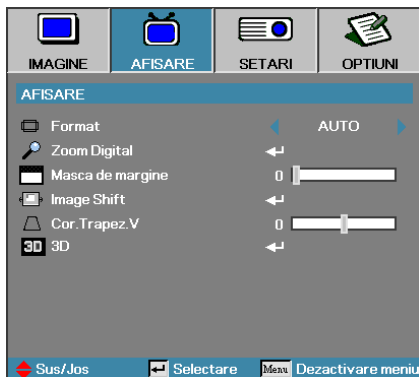 IMAGINE AFISARE SETARI OPTIUNI
AFISARE
Format AUTO
Zoom Digital
Masca de margine 0
Image Shift
Cor.Trapez.V 0
3D 3D
Sus/Jos Selectare Menu Dezactivare meniu